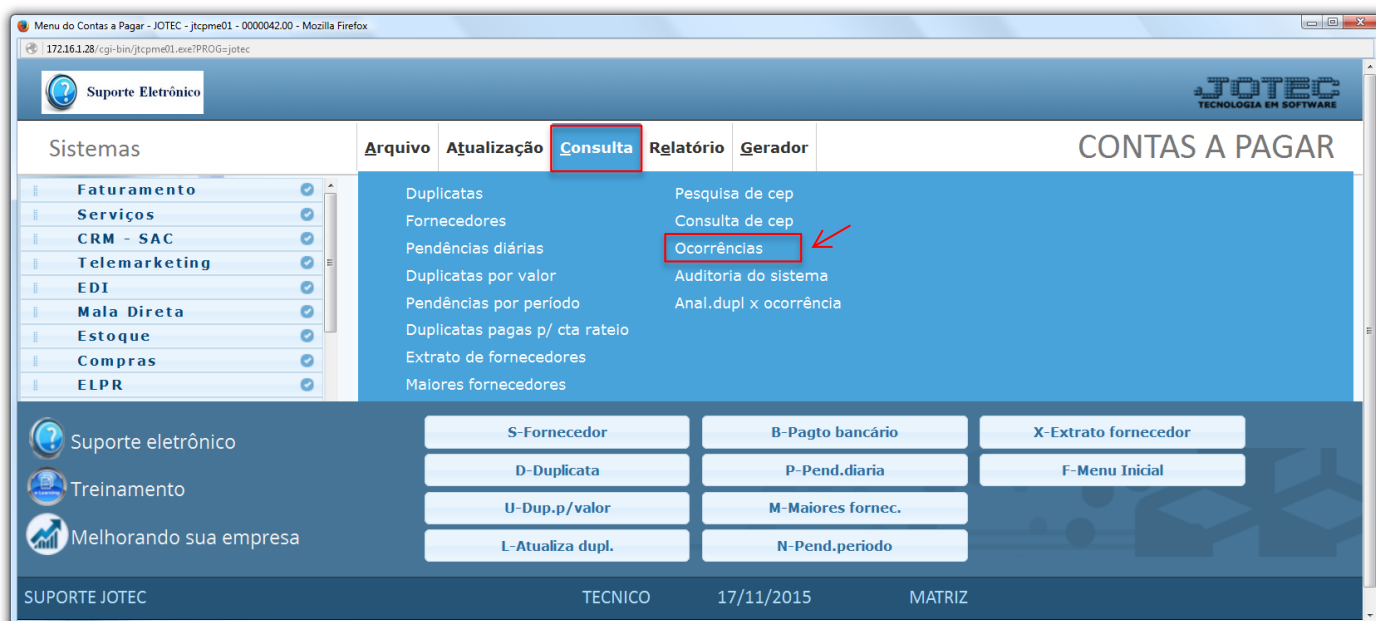 Menu do Contas a Pagar - JOTEC - jtcpme01 - 0000042.00 - Mozilla Firefox
172.16.1.28/cgi-bin/jtcpme01.exe?PROG=jotec
Suporte Eletrônico
JOTEC
TECNOLOGIA EM SOFTWARE
Sistemas
Arquivo Atualização Consulta Relatório Gerador
CONTAS A PAGAR
Faturamento
Serviços
CRM - SAC
Telemarketing
EDI
Mala Direta
Estoque
Compras
ELPR
Duplicatas
Fornecedores
Pendências diárias
Duplicatas por valor
Pendências por período
Duplicatas pagas p/ cta rateio
Extrato de fornecedores
Maiores fornecedores
Pesquisa de cep
Consulta de cep
Ocorrências
Auditoria do sistema
Anal.dupl x ocorrência
Suporte eletrônico
Treinamento
Melhorando sua empresa
S-Fornecedor
D-Duplicata
U-Dup.p/valor
L-Atualiza dupl.
B-Pagto bancário
P-Pend.diaria
M-Maiores fornec.
N-Pend.periodo
X-Extrato fornecedor
F-Menu Inicial
SUPORTE JOTEC TECNICO 17/11/2015 MATRIZ